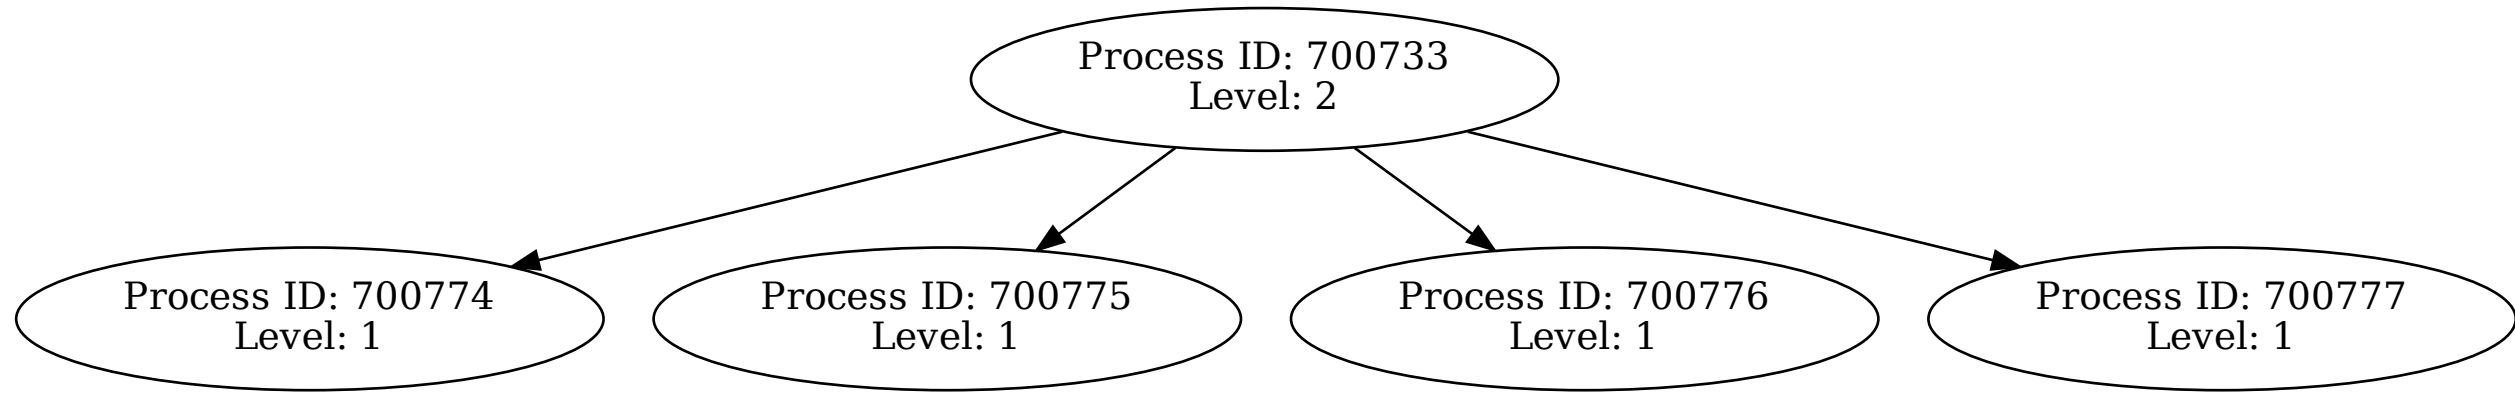 Process ID: 700733
Level: 2
Process ID: 700774
Level: 1
Process ID: 700775
Level: 1
Process ID: 700776
Level: 1
Process ID: 700777
Level: 1